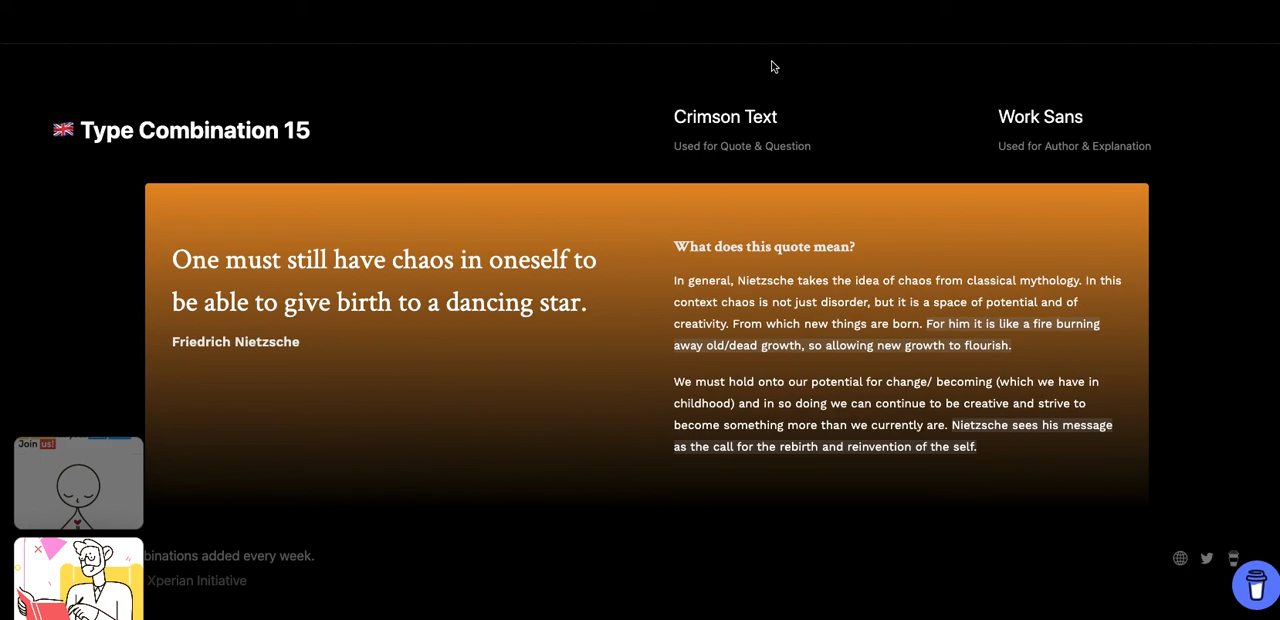 🇬🇧 Type Combination 15
Crimson Text
Used for Quote & Question
Work Sans
Used for Author & Explanation
One must still have chaos in oneself to
be able to give birth to a dancing star.
Friedrich Nietzsche
What does this quote mean?
In general, Nietzsche takes the idea of chaos from classical mythology. In this
context chaos is not just disorder, but it is a space of potential and of
creativity. From which new things are born. For him it is like a fire burning
away old/dead growth, so allowing new growth to flourish.
We must hold onto our potential for change/ becoming (which we have in
childhood) and in so doing we can continue to be creative and strive to
become something more than we currently are. Nietzsche sees his message
as the call for the rebirth and reinvention of the self.
Join us!
binations added every week.
Xperian Initiative